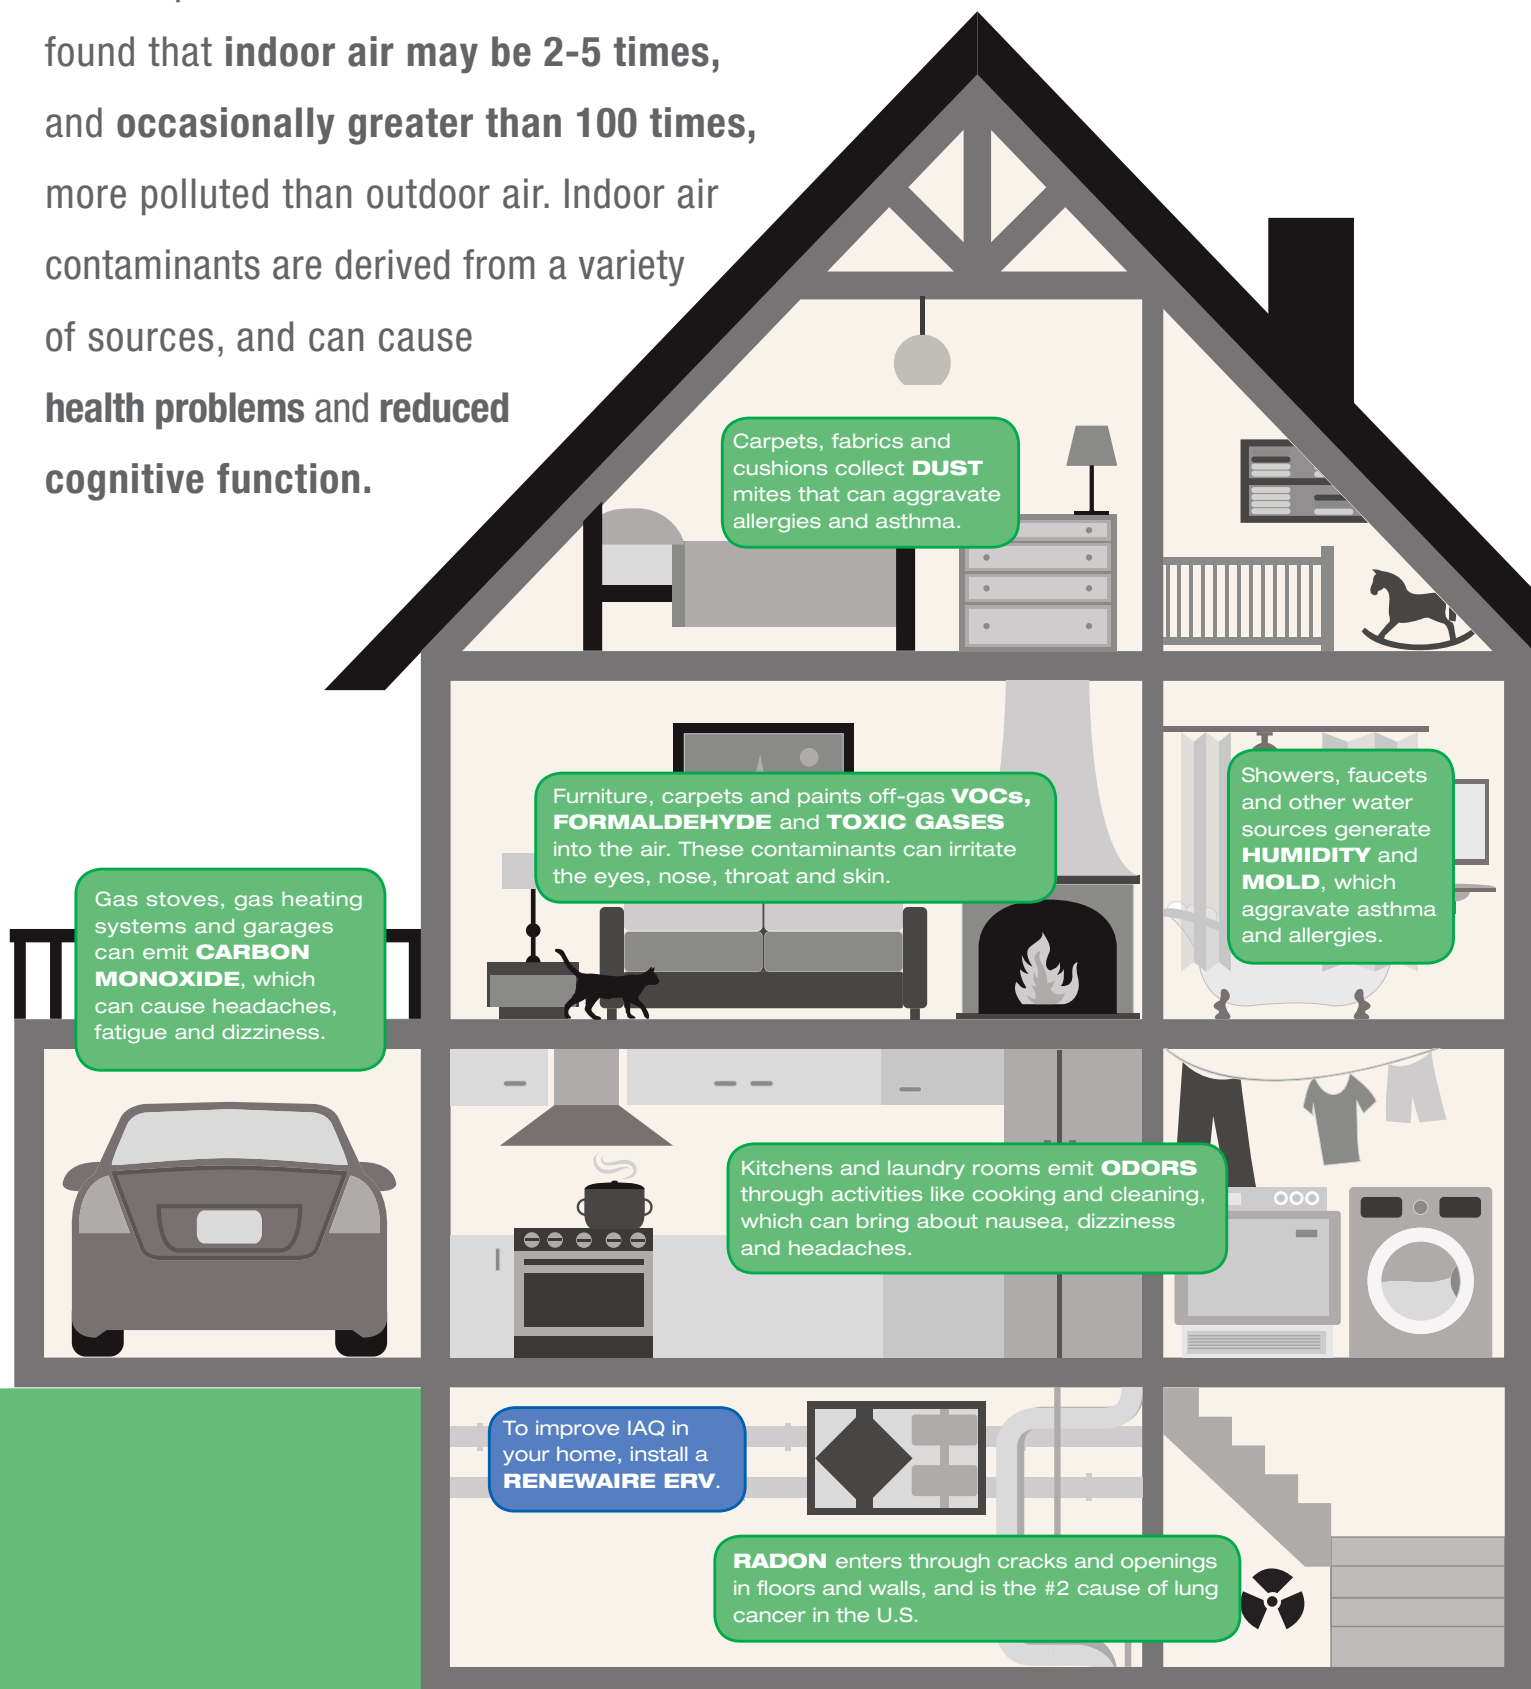 found that indoor air may be 2-5 times,
and occasionally greater than 100 times,
more polluted than outdoor air. Indoor air
contaminants are derived from a variety
of sources, and can cause
health problems and reduced
cognitive function.
Carpets, fabrics and
cushions collect DUST
mites that can aggravate
allergies and asthma.
Furniture, carpets and paints off-gas VOCs,
FORMALDEHYDE and TOXIC GASES
into the air. These contaminants can irritate
the eyes, nose, throat and skin.
Showers, faucets
and other water
sources generate
HUMIDITY and
MOLD, which
aggravate asthma
and allergies.
Gas stoves, gas heating
systems and garages
can emit CARBON
MONOXIDE, which
can cause headaches,
fatigue and dizziness.
Kitchens and laundry rooms emit ODORS
through activities like cooking and cleaning,
which can bring about nausea, dizziness
and headaches.
To improve IAQ in
your home, install a
RENEWAIRE ERV.
RADON enters through cracks and openings
in floors and walls, and is the #2 cause of lung
cancer in the U.S.